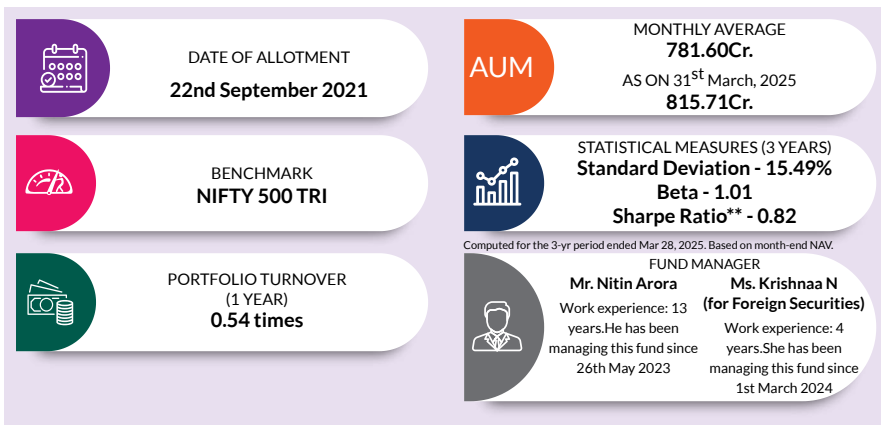 DATE OF ALLOTMENT
22nd September 2021
AUM
MONTHLY AVERAGE
781.60Cr.
AS ON 31st March, 2025
815.71Cr.
BENCHMARK
NIFTY 500 TRI
STATISTICAL MEASURES (3 YEARS)
Standard Deviation - 15.49%
Beta - 1.01
Sharpe Ratio** - 0.82
Computed for the 3-yr period ended Mar 28, 2025. Based on month-end NAV.
PORTFOLIO TURNOVER
(1 YEAR)
0.54 times
FUND MANAGER
Mr. Nitin Arora
Work experience: 13
years.He has been
managing this fund since
26th May 2023
Ms. Krishnaa N
(for Foreign Securities)
Work experience: 4
years.She has been
managing this fund since
1st March 2024